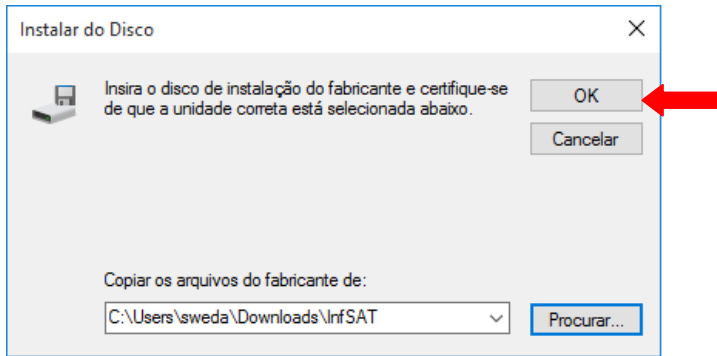 Instalar do Disco
Insira o disco de instalação do fabricante e certifique-se
de que a unidade correta está selecionada abaixo.
OK
Cancelar
Copiar os arquivos do fabricante de:
C:\Users\sweda\Downloads\InfSAT
Procurar...